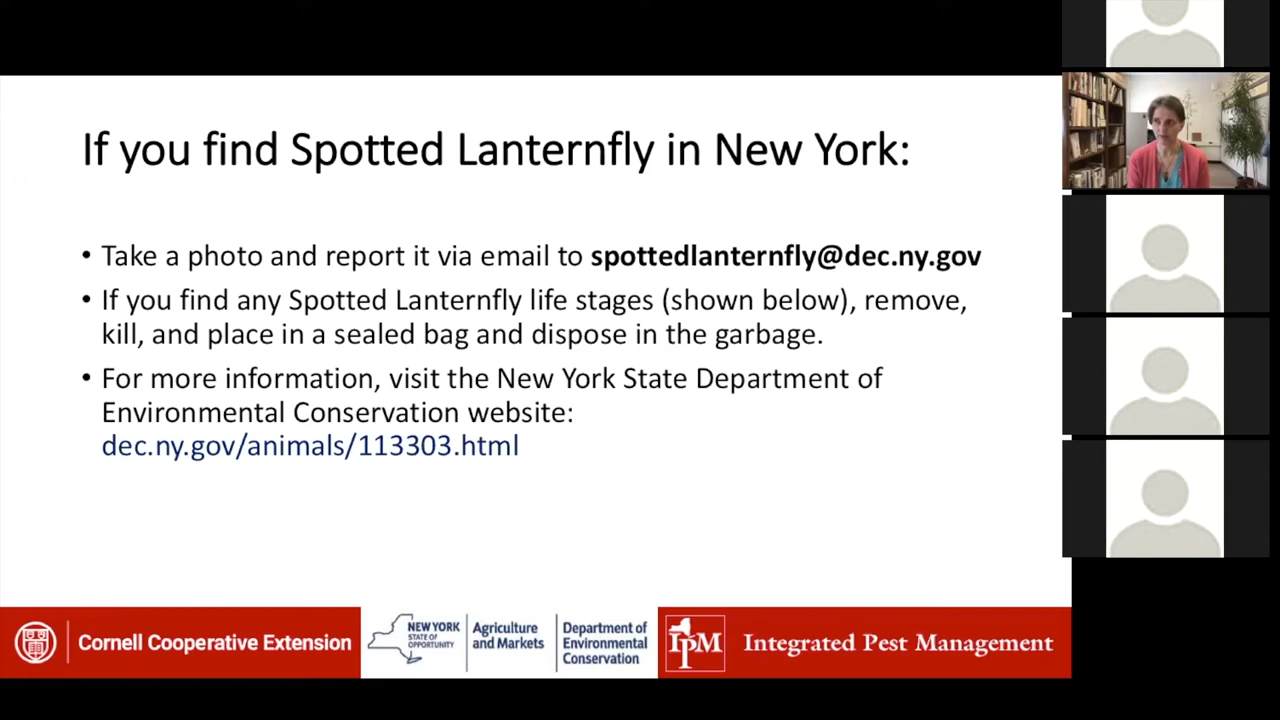 If you find Spotted Lanternfly in New York:
• Take a photo and report it via email to spottedlanternfly@dec.ny.gov
• If you find any Spotted Lanternfly life stages (shown below), remove,
kill, and place in a sealed bag and dispose in the garbage.
• For more information, visit the New York State Department of
Environmental Conservation website:
dec.ny.gov/animals/113303.html
Cornell Cooperative Extension
NEW YORK
STATE OF
OPPORTUNITY
Agriculture
and Markets
Department of
Environmental
Conservation
IPM
Integrated Pest Management